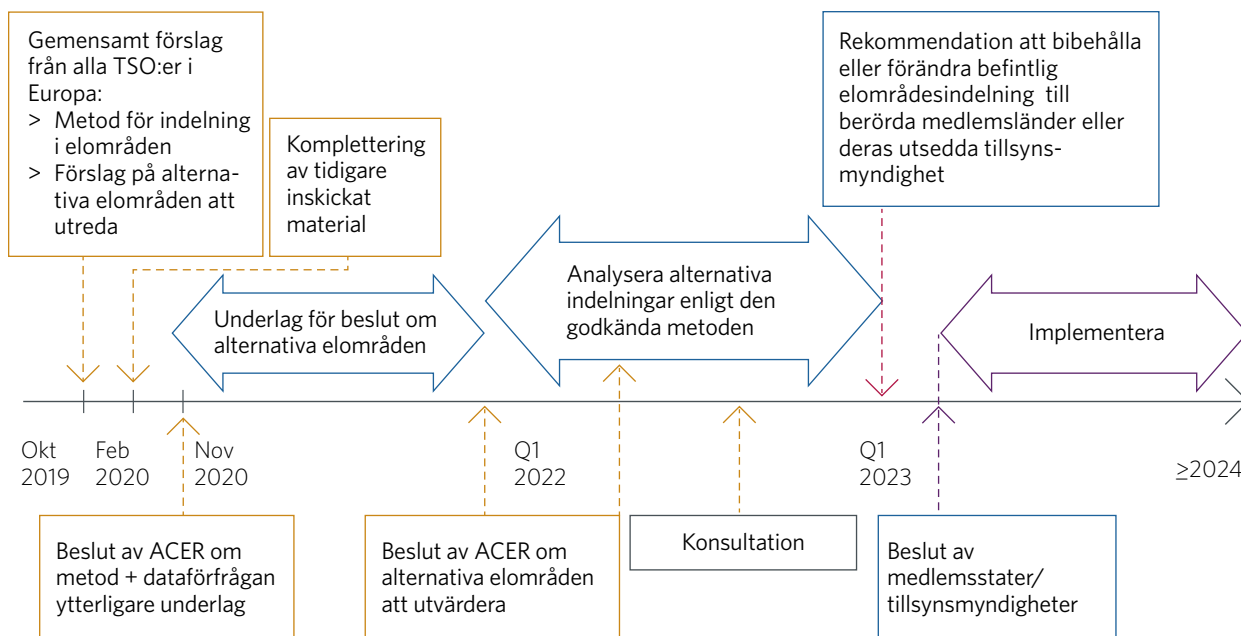 Gemensamt förslag
från alla TSO:er i
Europa:
> Metod för indelning
i elområden
> Förslag på alterna-
tiva elområden att
utreda
Komplettering
av tidigare
inskickat
material
Rekommendation att bibehålla
eller förändra befintlig
elområdesindelning till
berörda medlemsländer eller
deras utsedda tillsyns-
myndighet
Underlag för beslut om
alternativa elområden
Analysera alternativa
indelningar enligt den
godkända metoden
Implementera
Okt
2019
Feb
2020
Nov
2020
Q1
2022
Q1
2023
≥2024
Beslut av ACER om
metod + dataförfrågan
ytterligare underlag
Beslut av ACER om
alternativa elområden
att utvärdera
Konsultation
Beslut av
medlemsstater/
tillsynsmyndigheter